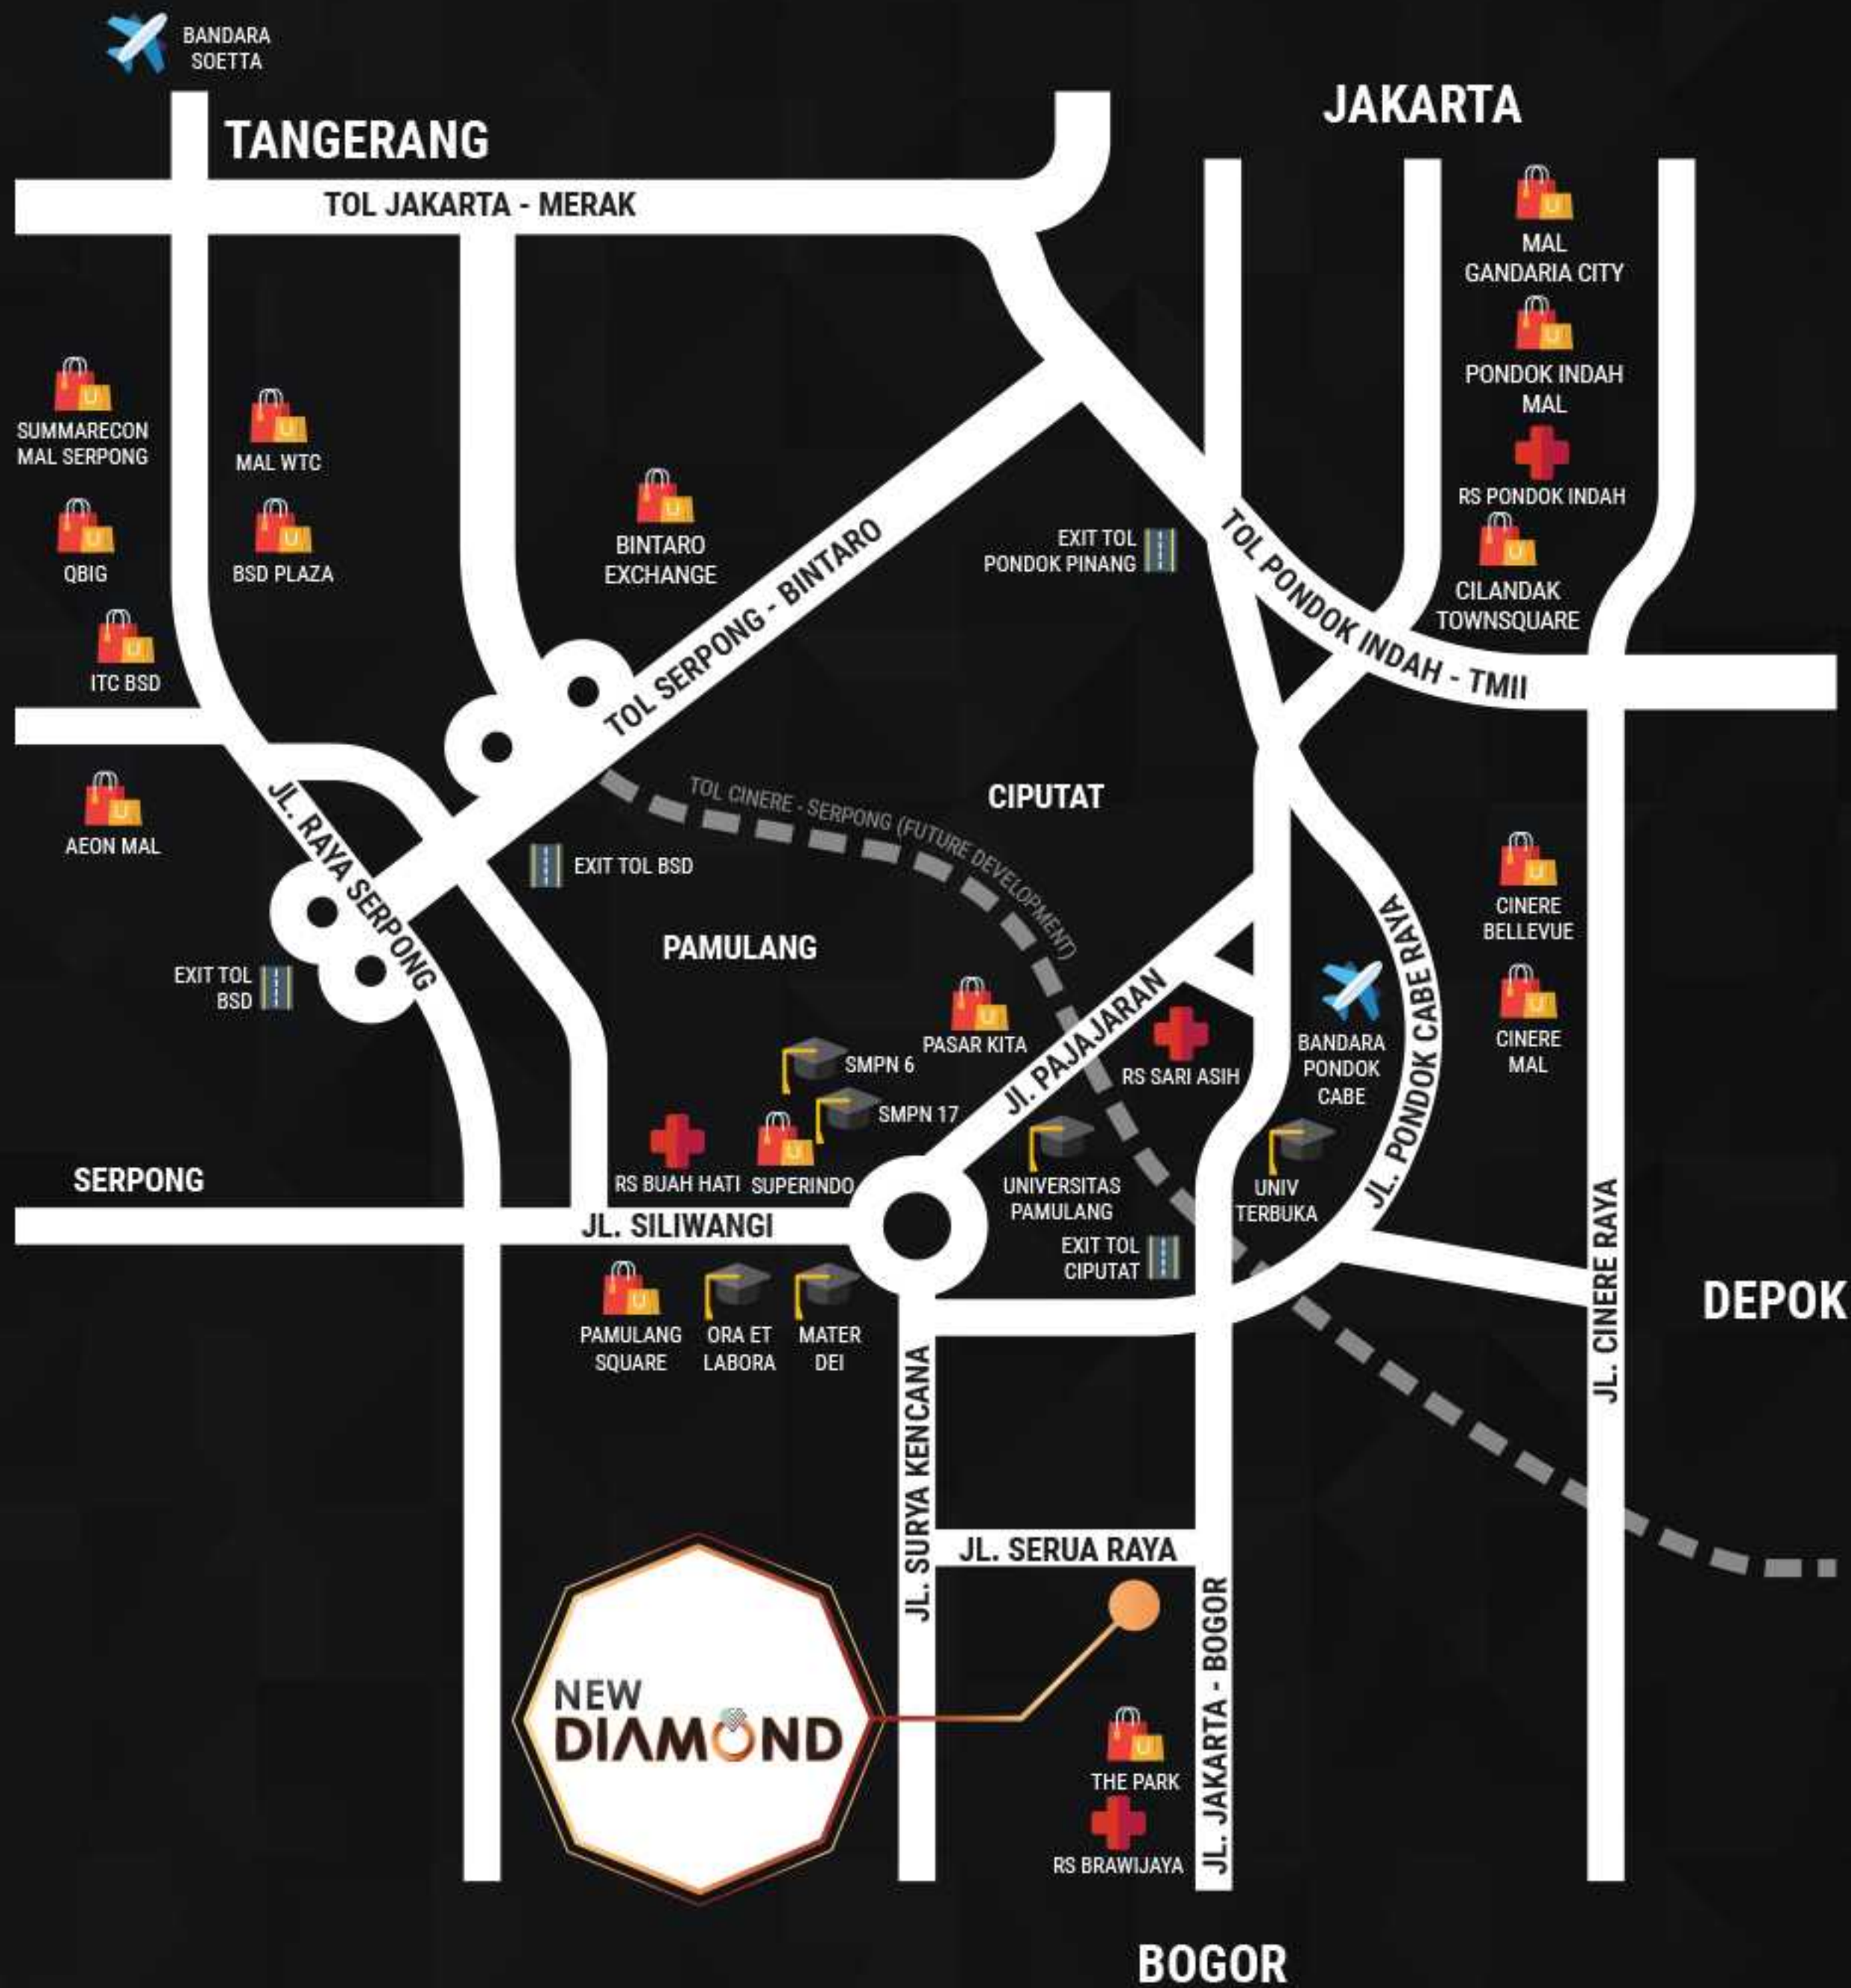 BANDARA
SOETTA
TANGERANG
JAKARTA
TOL JAKARTA - MERAK
MAL
GANDARIA CITY
PONDOK INDAH
MAL
RS PONDOK INDAH
CILANDAK
TOWNSQUARE
SUMMARECON
MAL SERPONG
MAL WTC
QBIG
BSD PLAZA
BINTARO
EXCHANGE
EXIT TOL
PONDOK PINANG
TOL SERPONG - BINTARO
TOL PONDOK INDAH - TMII
ITC BSD
AEON MAL
JL. RAYA SERPONG
TOL CINERE - SERPONG (FUTURE DEVELOPMENT)
CIPUTAT
EXIT TOL BSD
CINERE
BELLEVUE
PAMULANG
EXIT TOL
BSD
PASAR KITA
JI. PAJAJARAN
RS SARI ASIH
BANDARA
PONDOK
CABE
JL. PONDOK CABE RAYA
CINERE
MAL
SMPN 6
SMPN 17
SERPONG
RS BUAH HATI
SUPERINDO
UNIVERSITAS
PAMULANG
UNIV
TERBUKA
JL. SILIWANGI
EXIT TOL
CIPUTAT
JL. CINERE RAYA
DEPOK
PAMULANG
SQUARE
ORA ET
LABORA
MATER
DEI
JL. SURYA KENCANA
JL. SERUA RAYA
NEW
DIAMOND
JL. JAKARTA - BOGOR
THE PARK
RS BRAWIJAYA
BOGOR